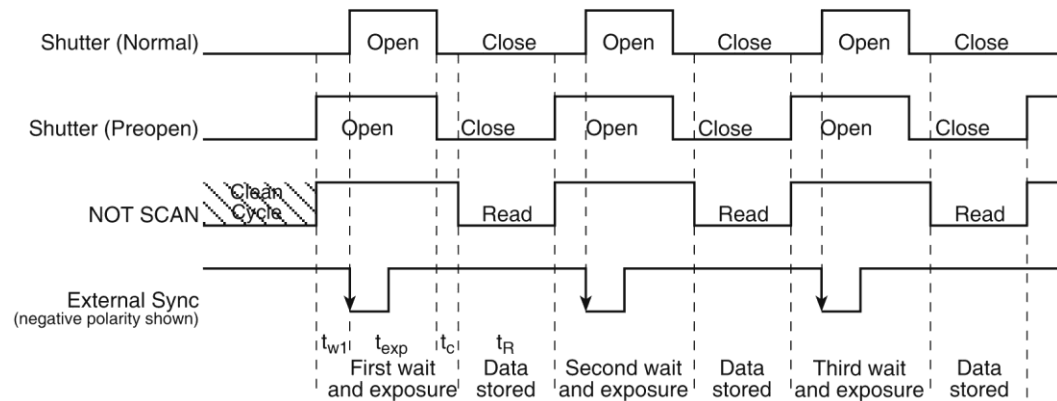 Shutter (Normal) Open Close Open Close Open Close
Shutter (Preopen) Open Close Open Close Open Close
Clean
Cycle
NOT SCAN Read Read Read
External Sync
(negative polarity shown)
tw1 texp tc tR
First wait and exposure
Data stored
Second wait and exposure
Data stored
Third wait and exposure
Data stored